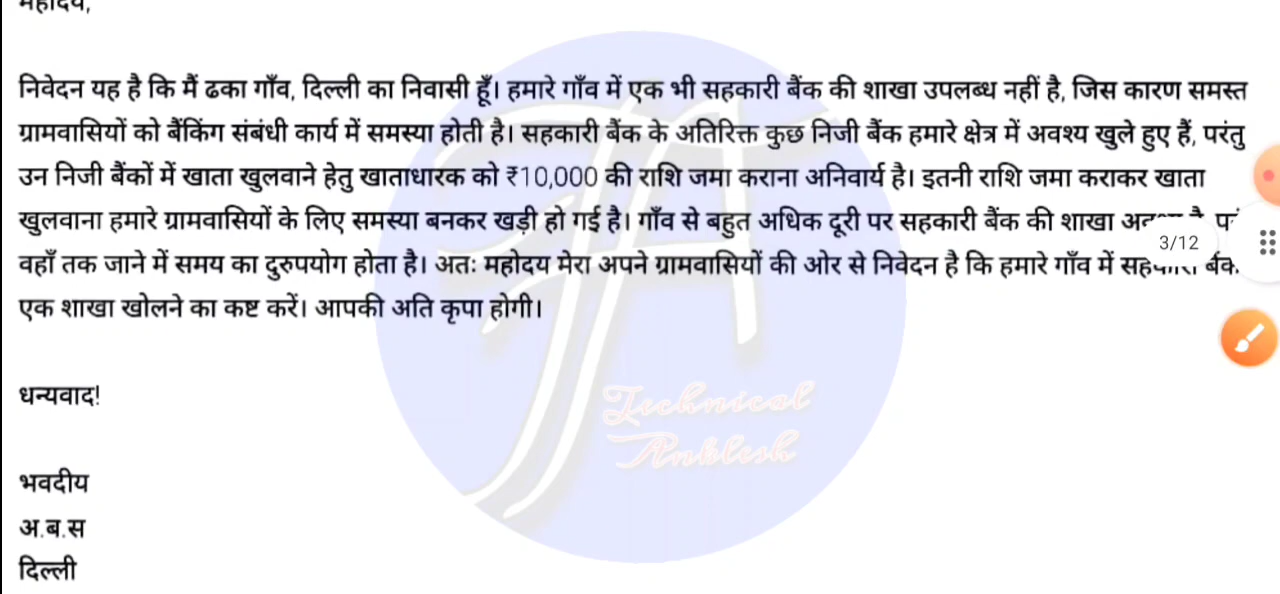 महोदय,
निवेदन यह है कि मैं ढका गाँव, दिल्ली का निवासी हूँ। हमारे गाँव में एक भी सहकारी बैंक की शाखा उपलब्ध नहीं है, जिस कारण समस्त
ग्रामवासियों को बैंकिंग संबंधी कार्य में समस्या होती है। सहकारी बैंक के अतिरिक्त कुछ निजी बैंक हमारे क्षेत्र में अवश्य खुले हुए हैं, परंतु
उन निजी बैंकों में खाता खुलवाने हेतु खाताधारक को ₹10,000 की राशि जमा कराना अनिवार्य है। इतनी राशि जमा कराकर खाता
खुलवाना हमारे ग्रामवासियों के लिए समस्या बनकर खड़ी हो गई है। गाँव से बहुत अधिक दूरी पर सहकारी बैंक की शाखा
3/12
वहाँ तक जाने में समय का दुरुपयोग होता है। अतः महोदय मेरा अपने ग्रामवासियों की ओर से निवेदन है कि हमारे गाँव में सहकारी बैंक
एक शाखा खोलने का कष्ट करें। आपकी अति कृपा होगी।
धन्यवाद!
Technical
Anklesh
भवदीय
अ.ब.स
दिल्ली